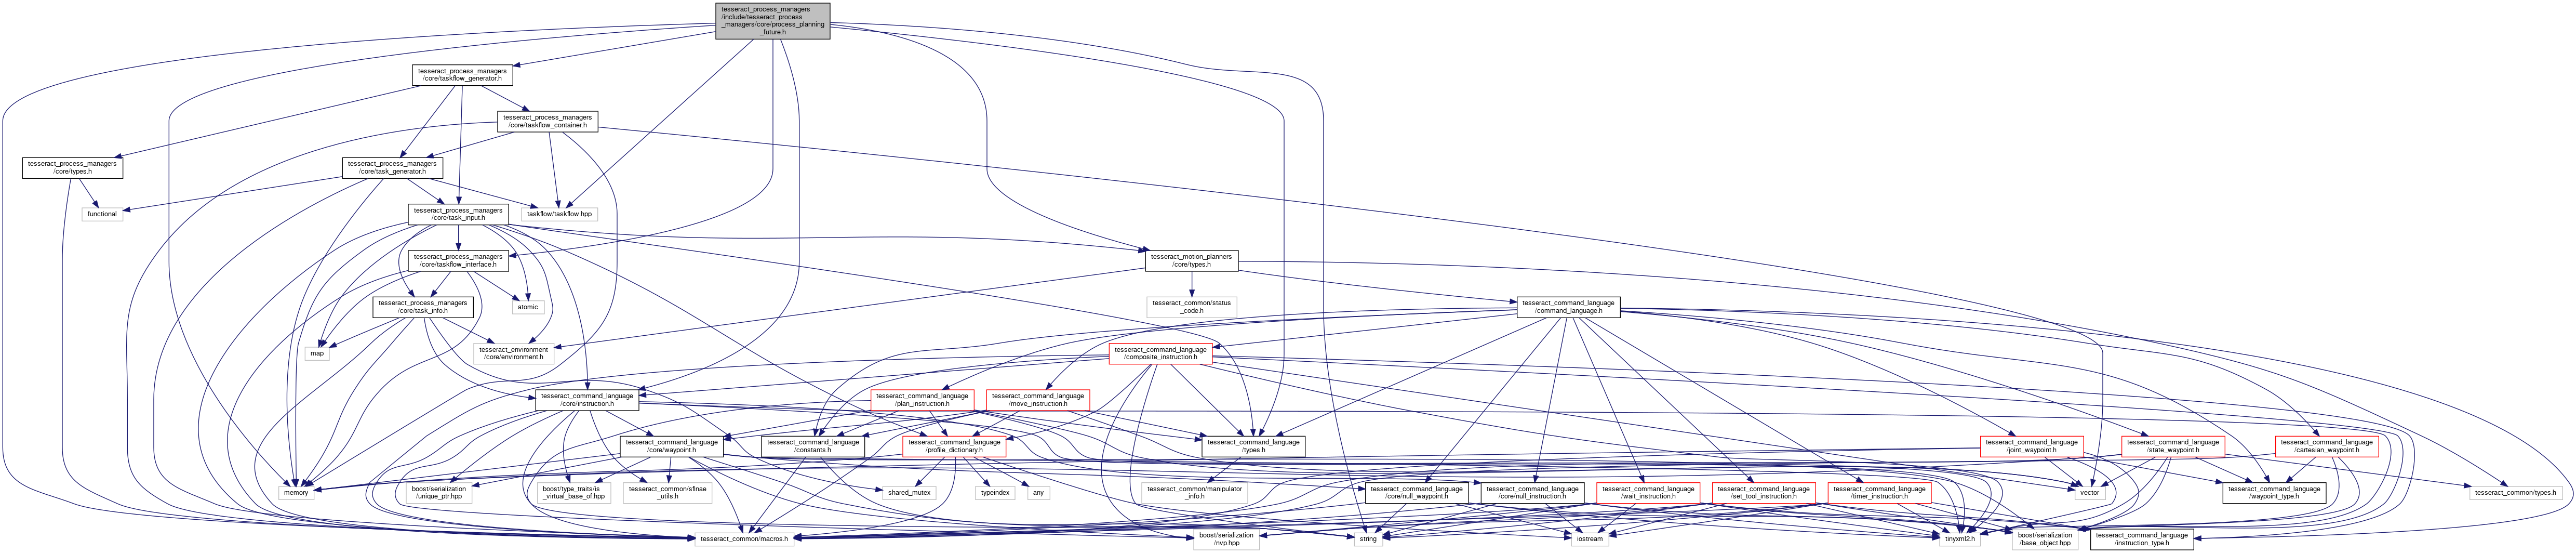 tesseract_process_managers
/include/tesseract_process
_managers/core/process_planning
_future.h
tesseract_process_managers
/core/taskflow_generator.h
tesseract_process_managers
/core/taskflow_container.h
tesseract_process_managers
/core/types.h
tesseract_process_managers
/core/task_generator.h
functional
tesseract_process_managers
/core/task_input.h
taskflow/taskflow.hpp
tesseract_process_managers
/core/taskflow_interface.h
tesseract_motion_planners
/core/types.h
tesseract_process_managers
/core/task_info.h
atomic
tesseract_common/status
_code.h
tesseract_command_language
/command_language.h
map
tesseract_environment
/core/environment.h
tesseract_command_language
/composite_instruction.h
tesseract_command_language
/core/instruction.h
tesseract_command_language
/plan_instruction.h
tesseract_command_language
/move_instruction.h
tesseract_command_language
/core/waypoint.h
tesseract_command_language
/constants.h
tesseract_command_language
/profile_dictionary.h
tesseract_command_language
/types.h
tesseract_command_language
/joint_waypoint.h
tesseract_command_language
/state_waypoint.h
tesseract_command_language
/cartesian_waypoint.h
memory
boost/serialization
/unique_ptr.hpp
boost/type_traits/is
_virtual_base_of.hpp
tesseract_common/sfinae
_utils.h
shared_mutex
typeindex
any
tesseract_common/manipulator
_info.h
tesseract_command_language
/core/null_waypoint.h
tesseract_command_language
/core/null_instruction.h
tesseract_command_language
/wait_instruction.h
tesseract_command_language
/set_tool_instruction.h
tesseract_command_language
/timer_instruction.h
vector
tesseract_command_language
/waypoint_type.h
tesseract_common/types.h
tesseract_common/macros.h
boost/serialization
/nvp.hpp
string
iostream
tinyxml2.h
boost/serialization
/base_object.hpp
tesseract_command_language
/instruction_type.h